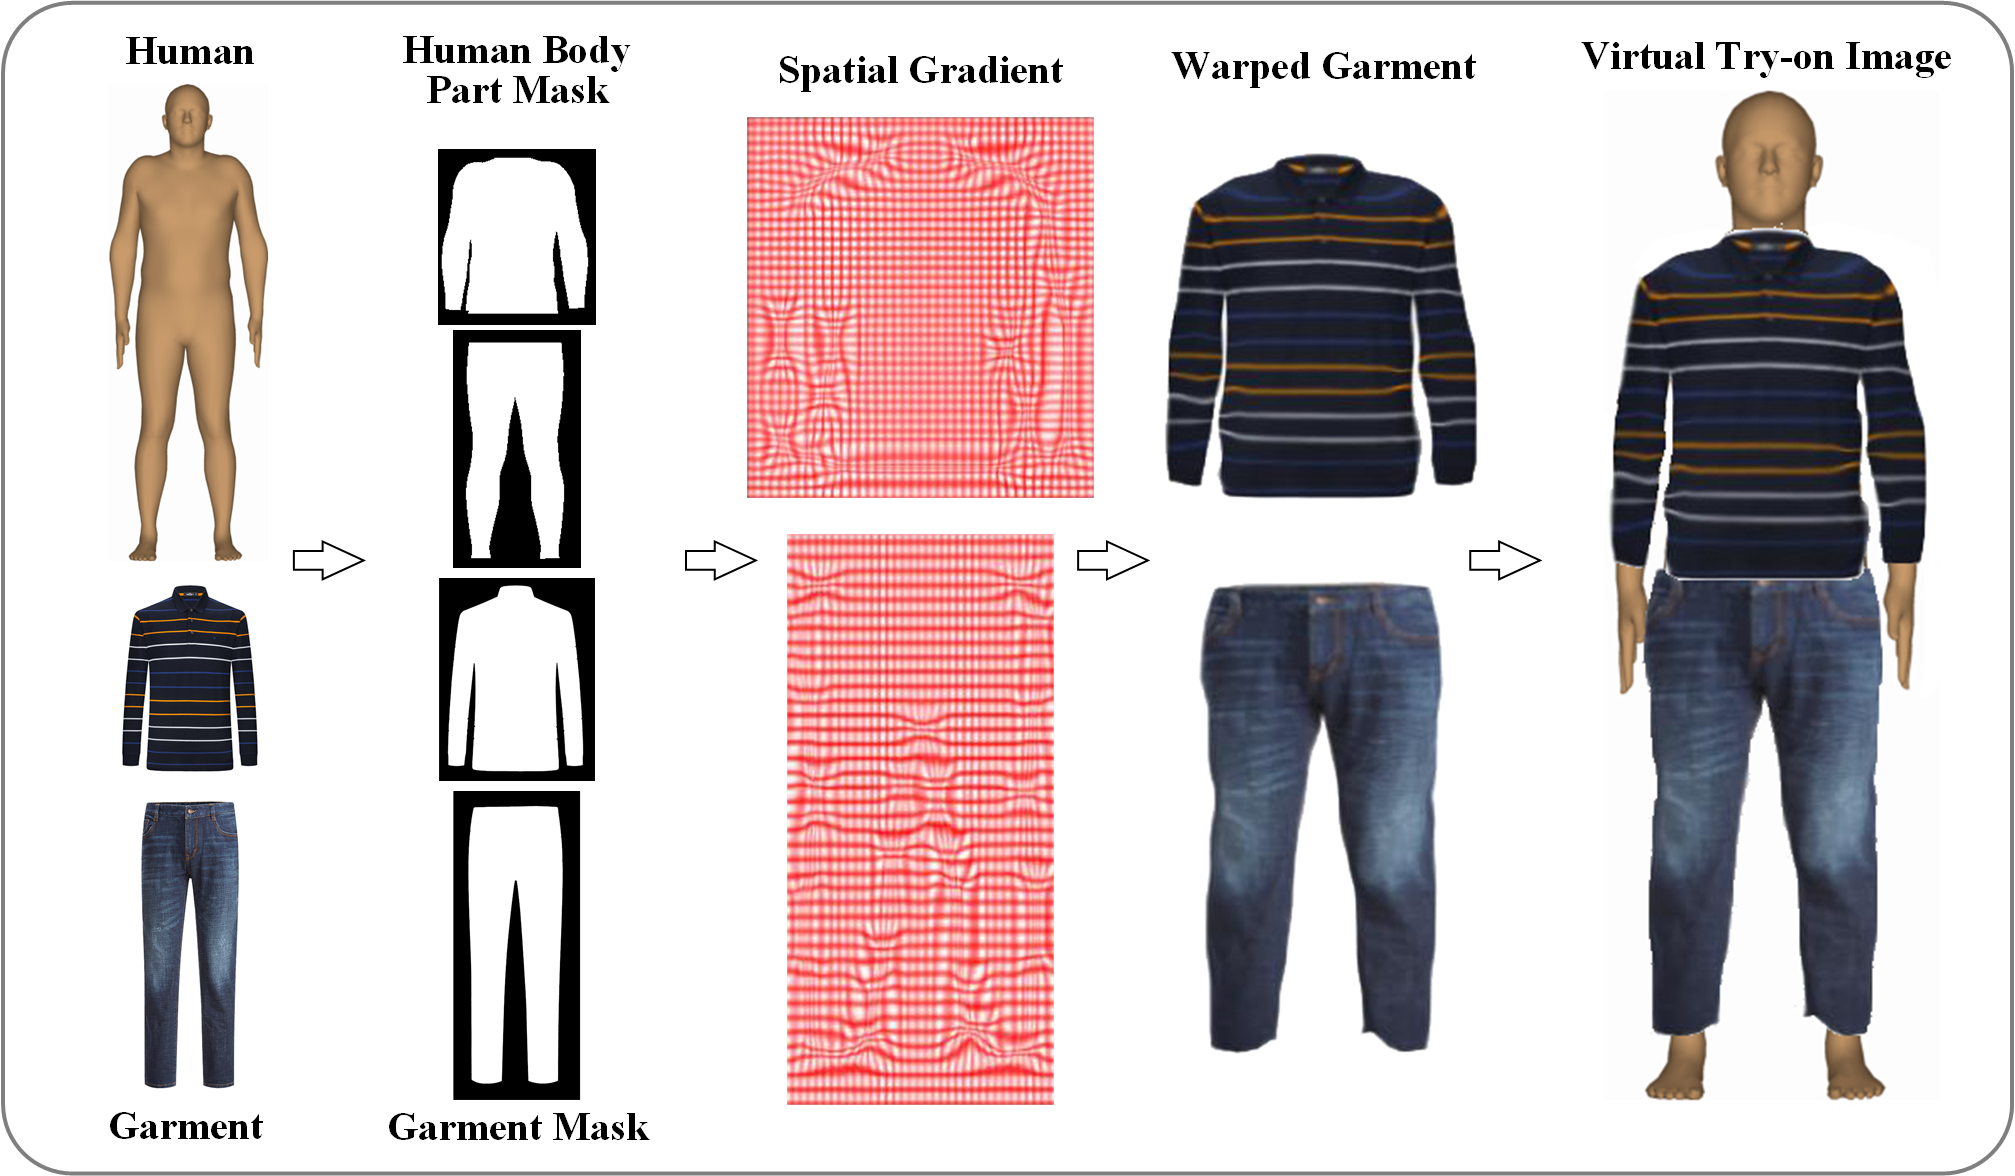 Human
Human Body
Part Mask
Spatial Gradient
Warped Garment
Virtual Try-on Image
Garment
Garment Mask